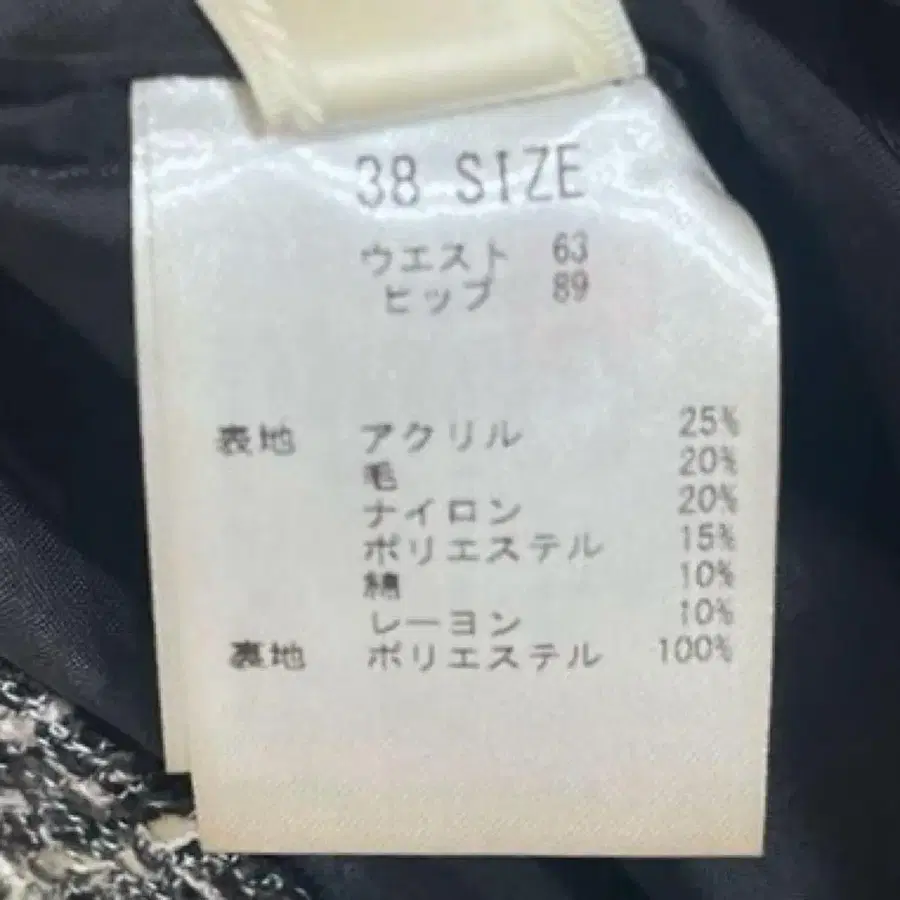 38 SIZE
ウエスト 63
ヒップ 89
表地 アクリル 25%
毛 20%
ナイロン 20%
ポリエステル 15%
綿 10%
レーヨン 10%
裏地 ポリエステル 100%